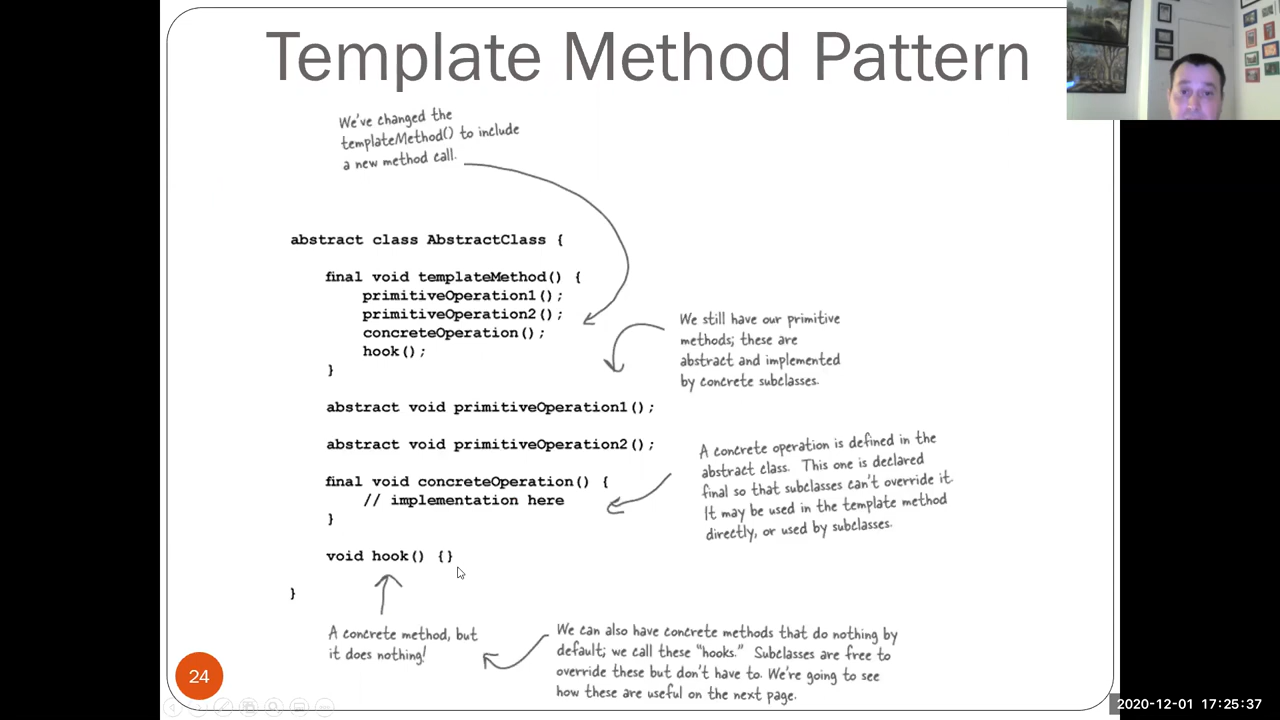 Template Method Pattern
We've changed the
templateMethod() to include
a new method call.
abstract class AbstractClass {
final void templateMethod() {
primitiveOperation1();
primitiveOperation2();
concreteOperation();
hook();
}
We still have our primitive
methods; these are
abstract and implemented
by concrete subclasses.
abstract void primitiveOperation1();
abstract void primitiveOperation2();
final void concreteOperation() {
// implementation here
}
A concrete operation is defined in the
abstract class. This one is declared
final so that subclasses can't override it.
It may be used in the template method
directly, or used by subclasses.
void hook() {}
}
A concrete method, but
it does nothing!
We can also have concrete methods that do nothing by
default; we call these "hooks." Subclasses are free to
override these but don't have to. We're going to see
how these are useful on the next page.
24
2020-12-01 17:25:37